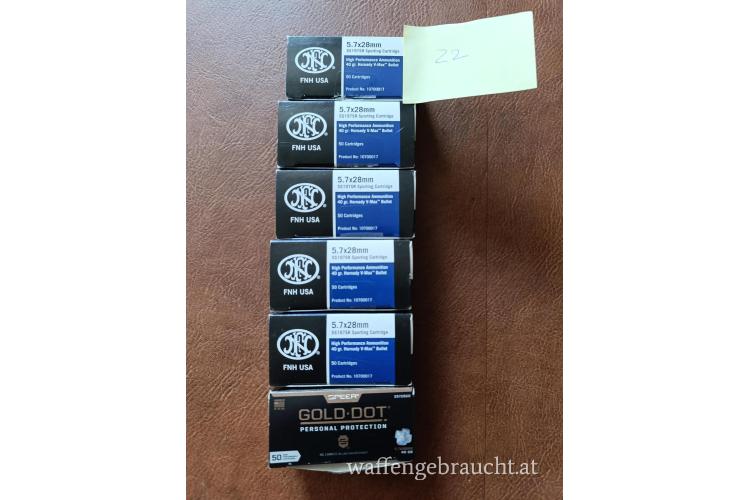 5.7x28mm
SS197SR Sporting Cartridge
High Performance Ammunition
40 gr. Hornady V-Max™ Bullet
50 Cartridges
Product No. 10700017
FNH USA
22
5.7x28mm
SS197SR Sporting Cartridge
High Performance Ammunition
40 gr. Hornady V-Max™ Bullet
50 Cartridges
Product No. 10700017
FNH USA
5.7x28mm
SS197SR Sporting Cartridge
High Performance Ammunition
40 gr. Hornady V-Max™ Bullet
50 Cartridges
Product No. 10700017
FNH USA
5.7x28mm
SS197SR Sporting Cartridge
High Performance Ammunition
40 gr. Hornady V-Max™ Bullet
50 Cartridges
Product No. 10700017
FNH USA
5.7x28mm
SS197SR Sporting Cartridge
High Performance Ammunition
40 gr. Hornady V-Max™ Bullet
50 Cartridges
Product No. 10700017
FNH USA
SPEER
GOLD DOT
PERSONAL PROTECTION
50
waffengebraucht.at